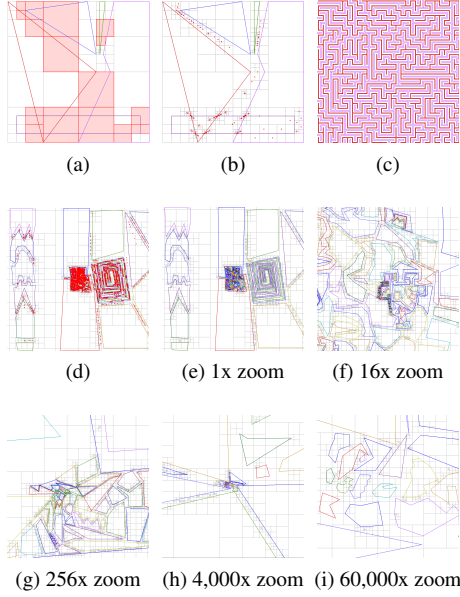 (a) (b) (c)
(d) (e) 1x zoom (f) 16x zoom
(g) 256x zoom (h) 4,000x zoom (i) 60,000x zoom